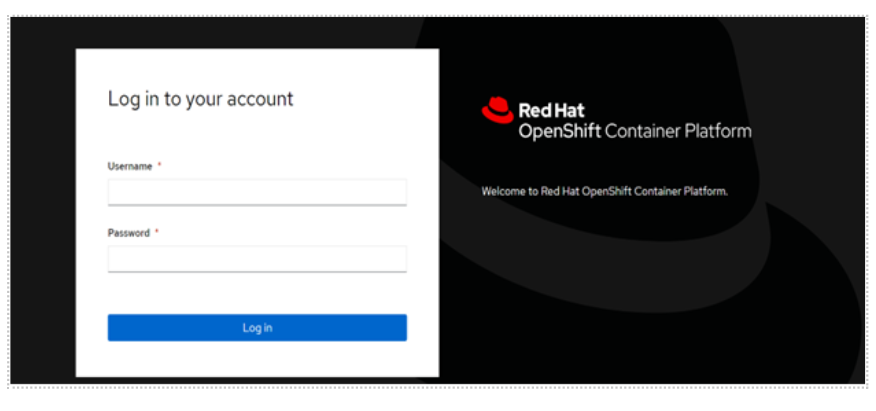 Log in to your account
Username *
Password *
Log in
Red Hat
OpenShift Container Platform
Welcome to Red Hat OpenShift Container Platform.